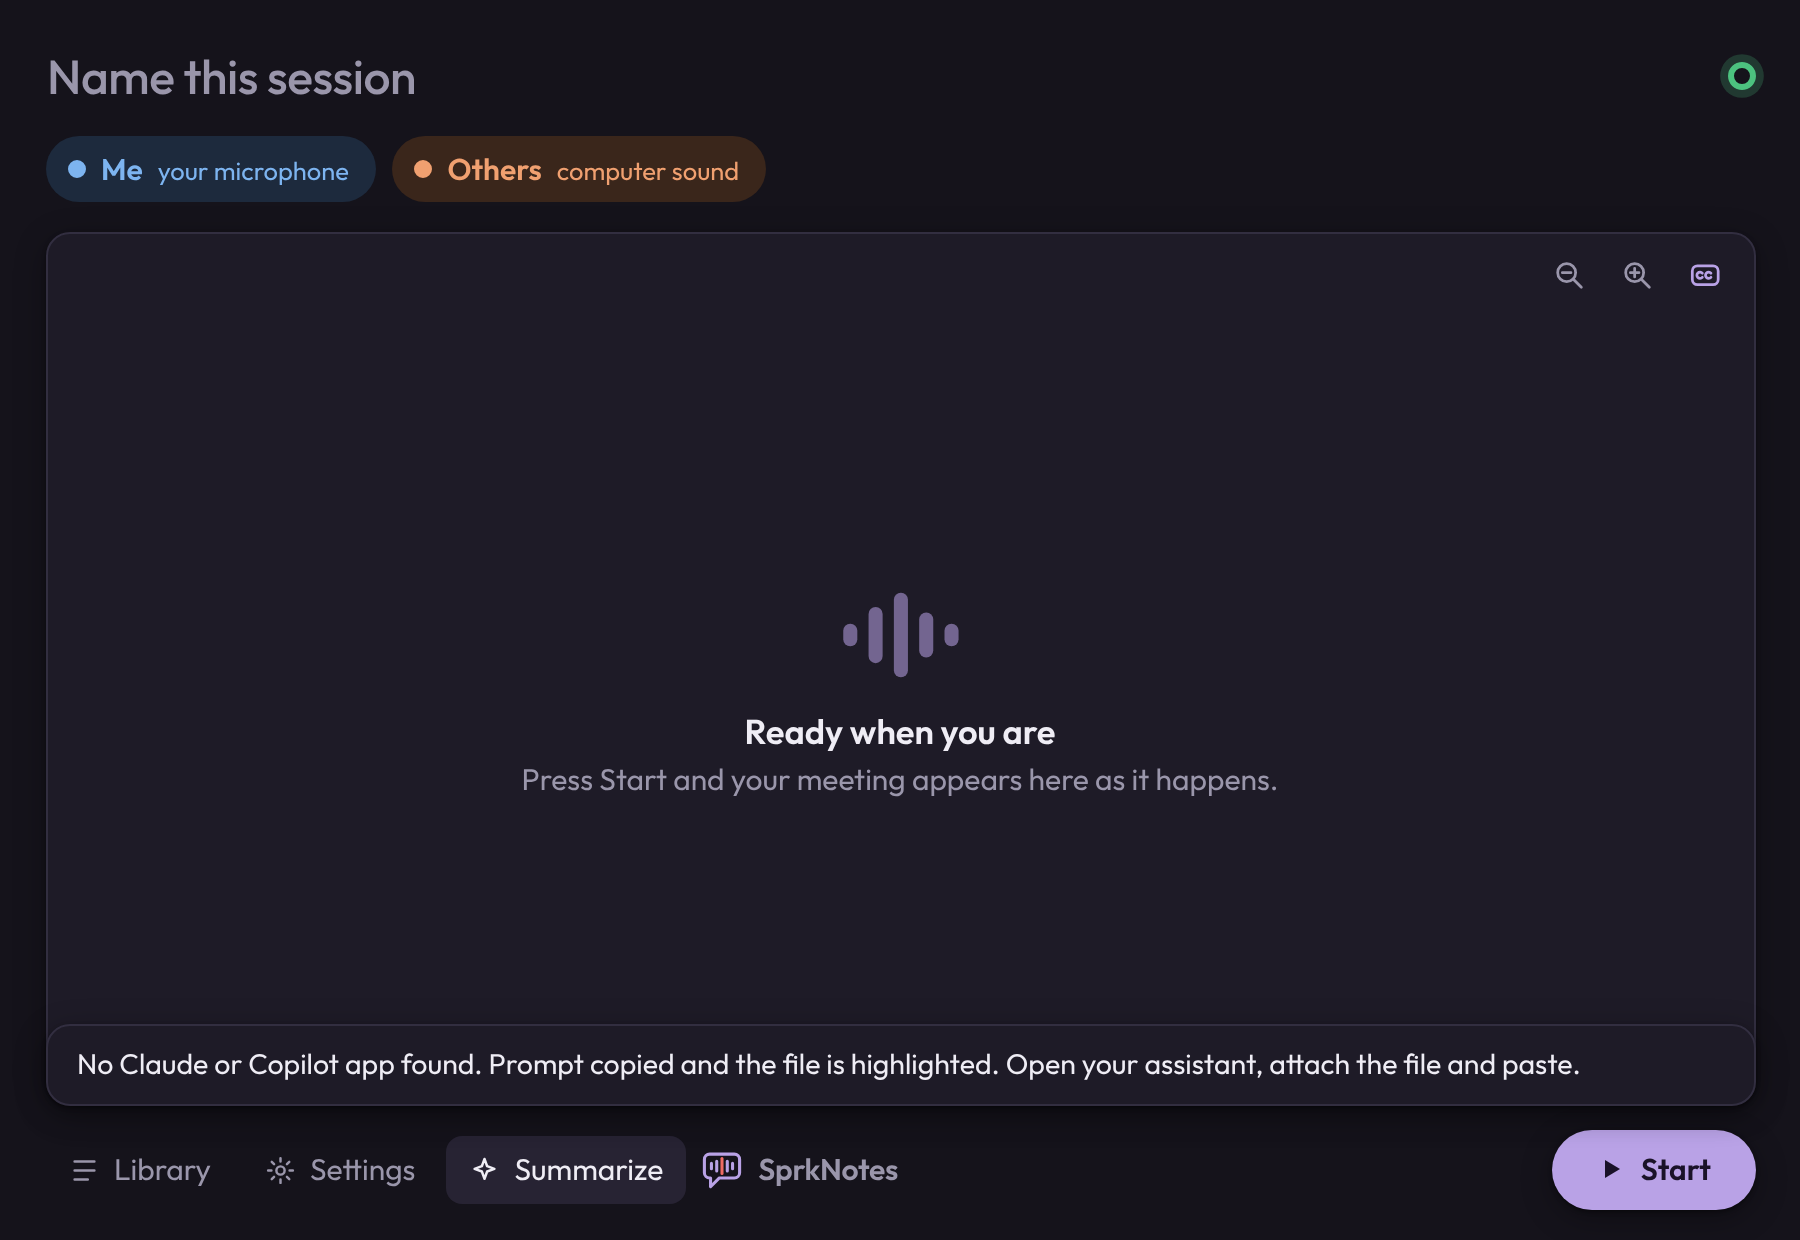 Name this session
Me your microphone
Others computer sound
CC
Ready when you are
Press Start and your meeting appears here as it happens.
No Claude or Copilot app found. Prompt copied and the file is highlighted. Open your assistant, attach the file and paste.
Library
Settings
Summarize
SprkNotes
Start